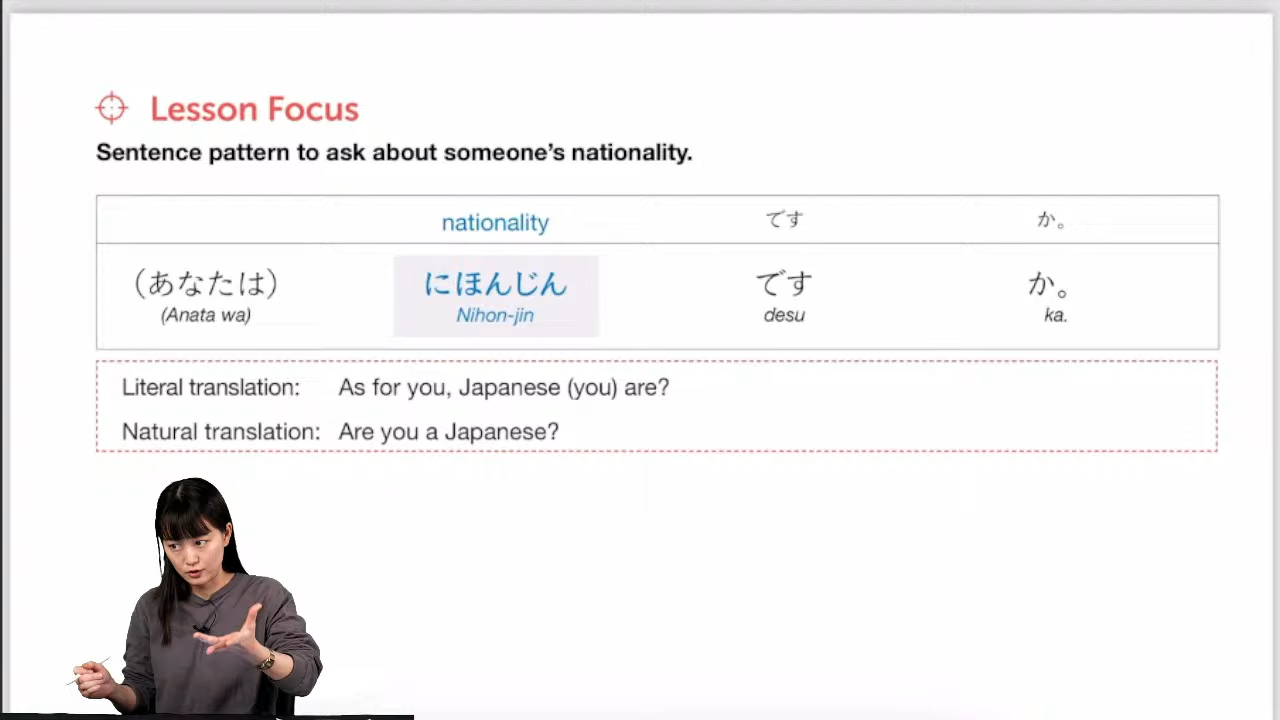 Lesson Focus
Sentence pattern to ask about someone's nationality.
nationality です か。
(あなたは) にほんじん です か。
(Anata wa) Nihon-jin desu ka.
Literal translation: As for you, Japanese (you) are?
Natural translation: Are you a Japanese?